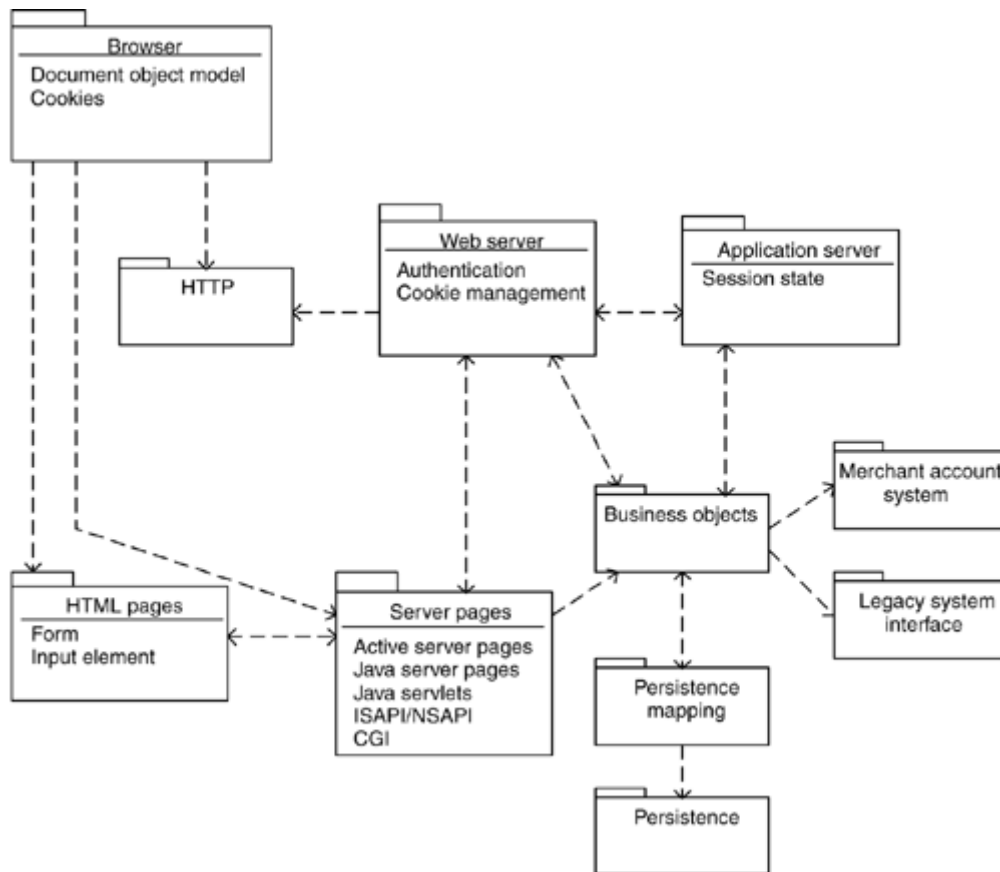 Browser
Document object model
Cookies
Web server
Authentication
Cookie management
Application server
Session state
HTTP
Merchant account
system
Business objects
HTML pages
Form
Input element
Server pages
Active server pages
Java server pages
Java servlets
ISAPI/NSAPI
CGI
Legacy system
interface
Persistence
mapping
Persistence